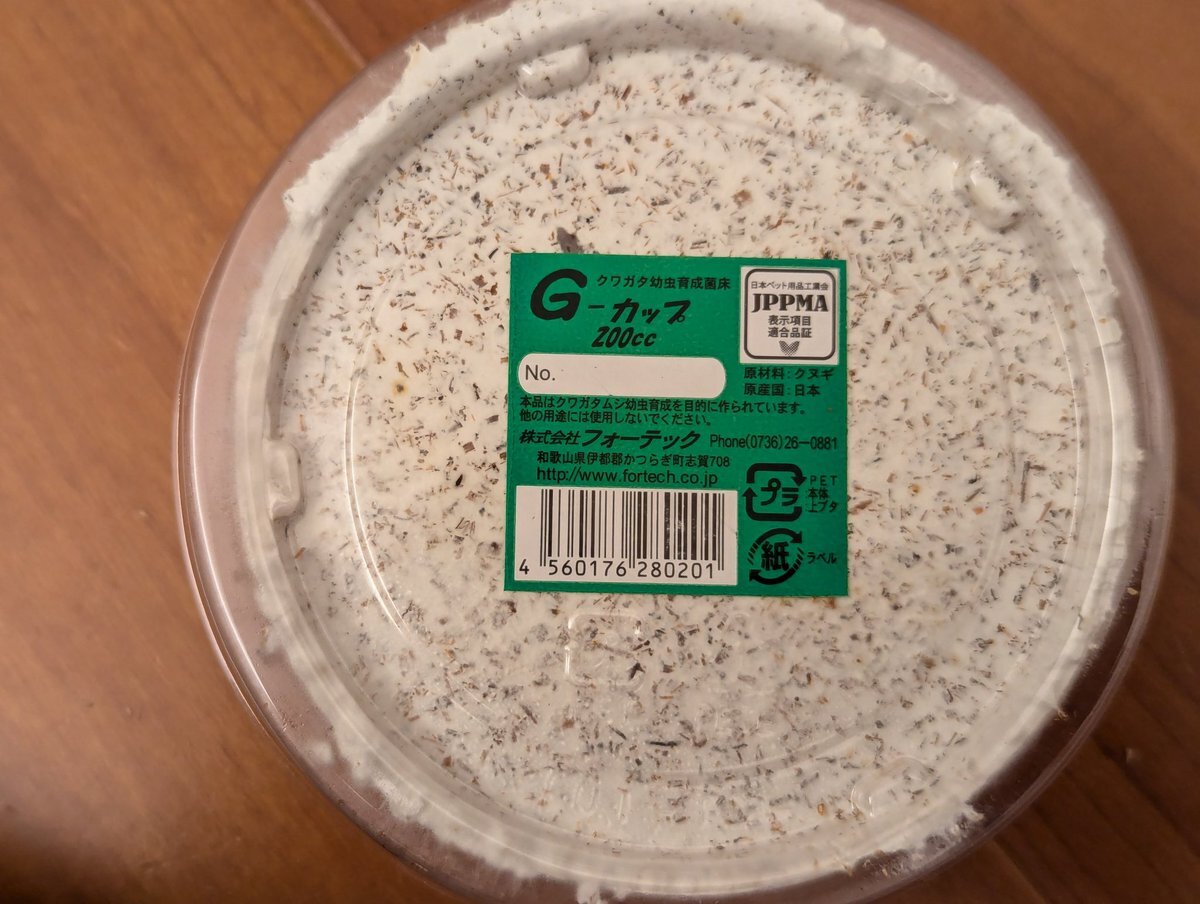 クワガタ幼虫育成菌床
G-カップ
200cc
日本ペット用品工業会
JPPMA
表示項目
適合品証
No.
原材料:クヌギ
原産国:日本
本品はクワガタムシ幼虫育成を目的に作られています。
他の用途には使用しないでください。
株式会社フォーテック Phone(0736)26-0881
和歌山県伊都郡かつらぎ町志賀708
http://www.fortech.co.jp
プラ
PET
本体
上ブタ
紙 ラベル
4 560176 280201